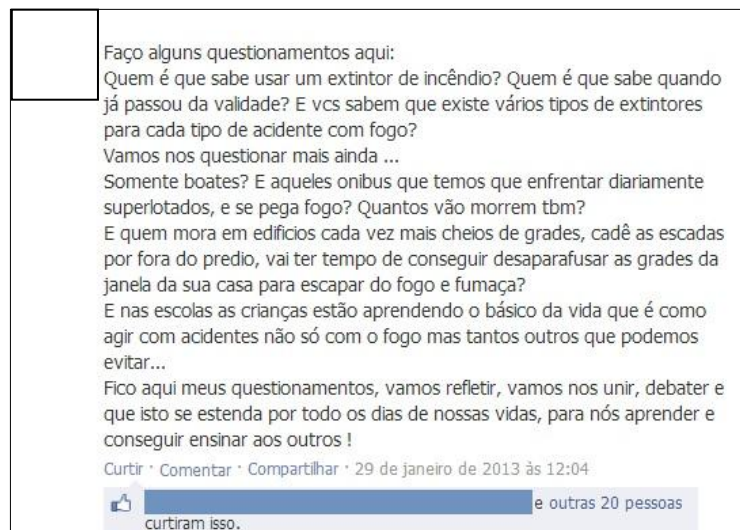 Faço alguns questionamentos aqui:
Quem é que sabe usar um extintor de incêndio? Quem é que sabe quando
já passou da validade? E vcs sabem que existe vários tipos de extintores
para cada tipo de acidente com fogo?
Vamos nos questionar mais ainda ...
Somente boates? E aqueles onibus que temos que enfrentar diariamente
superlotados, e se pega fogo? Quantos vão morrem tbm?
E quem mora em edificios cada vez mais cheios de grades, cadê as escadas
por fora do predio, vai ter tempo de conseguir desaparafusar as grades da
janela da sua casa para escapar do fogo e fumaça?
E nas escolas as crianças estão aprendendo o básico da vida que é como
agir com acidentes não só com o fogo mas tantos outros que podemos
evitar...
Fico aqui meus questionamentos, vamos refletir, vamos nos unir, debater e
que isto se estenda por todo os dias de nossas vidas, para nós aprender e
conseguir ensinar aos outros !
Curtir · Comentar · Compartilhar · 29 de janeiro de 2013 às 12:04
e outras 20 pessoas
curtiram isso.